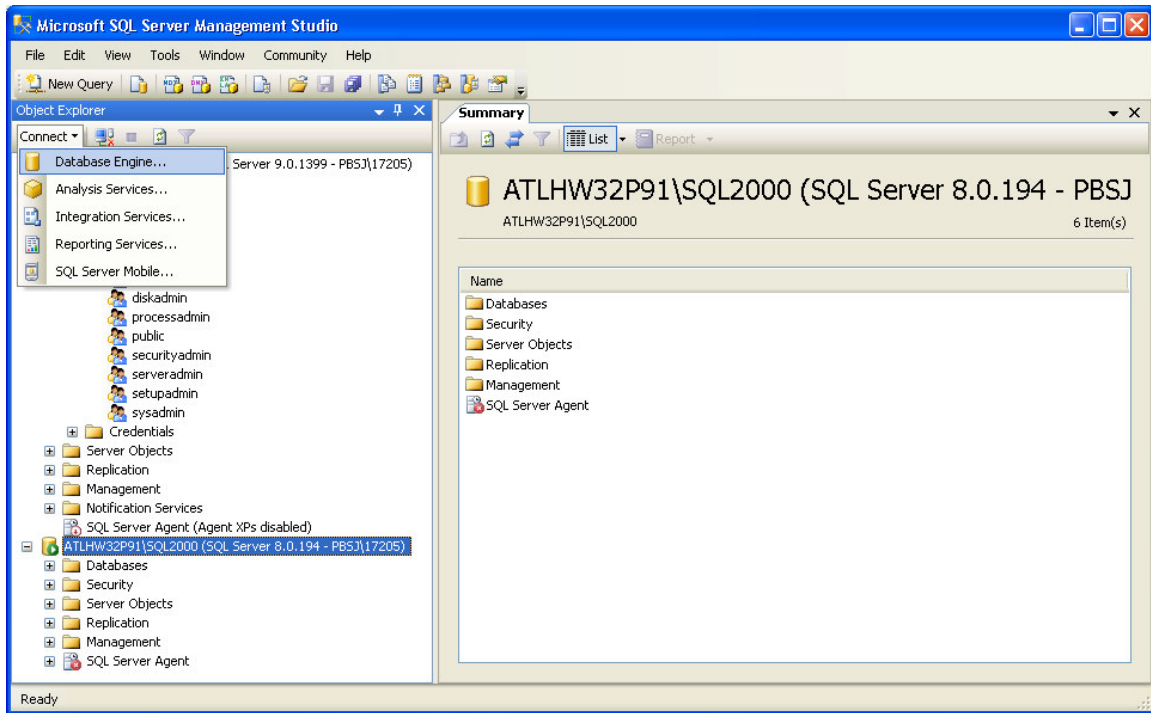 Microsoft SQL Server Management Studio
File Edit View Tools Window Community Help
New Query
Object Explorer
Connect
Database Engine...
Analysis Services...
Integration Services...
Reporting Services...
SQL Server Mobile...
Server 9.0.1399 - PBSJ\17205)
diskadmin
processadmin
public
securityadmin
serveradmin
setupadmin
sysadmin
Credentials
Server Objects
Replication
Management
Notification Services
SQL Server Agent (Agent XPs disabled)
ATLHW32P91\SQL2000 (SQL Server 8.0.194 - PBSJ\17205)
Databases
Security
Server Objects
Replication
Management
SQL Server Agent
Summary
List Report
ATLHW32P91\SQL2000 (SQL Server 8.0.194 - PBSJ
ATLHW32P91\SQL2000
6 Item(s)
Name
Databases
Security
Server Objects
Replication
Management
SQL Server Agent
Ready